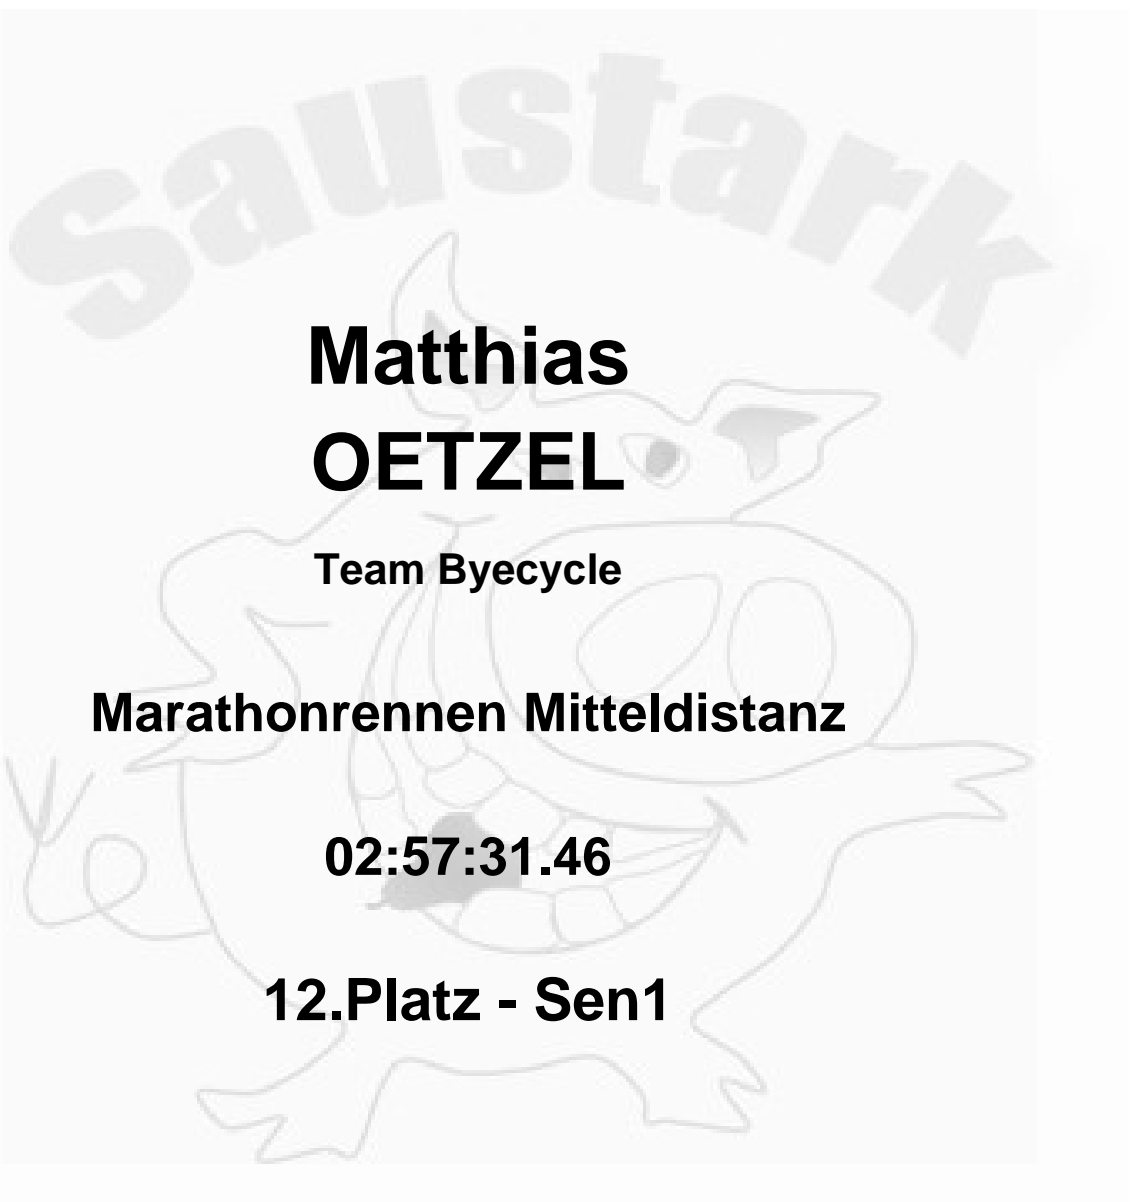 Saustark
Matthias
OETZEL
Team Byecycle
Marathonrennen Mitteldistanz
02:57:31.46
12.Platz - Sen1